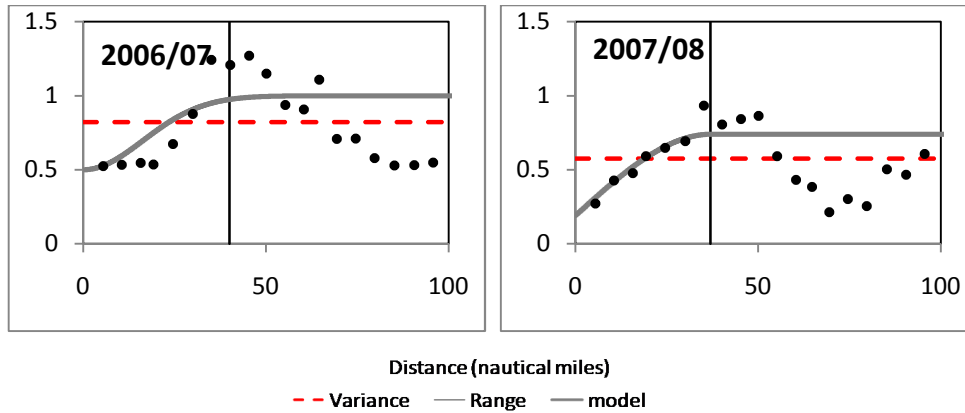 1.5 1.5
2006/07 2007/08
1 1
0.5 0.5
0 0
0 50 100 0 50 100
Distance (nautical miles)
Variance Range model